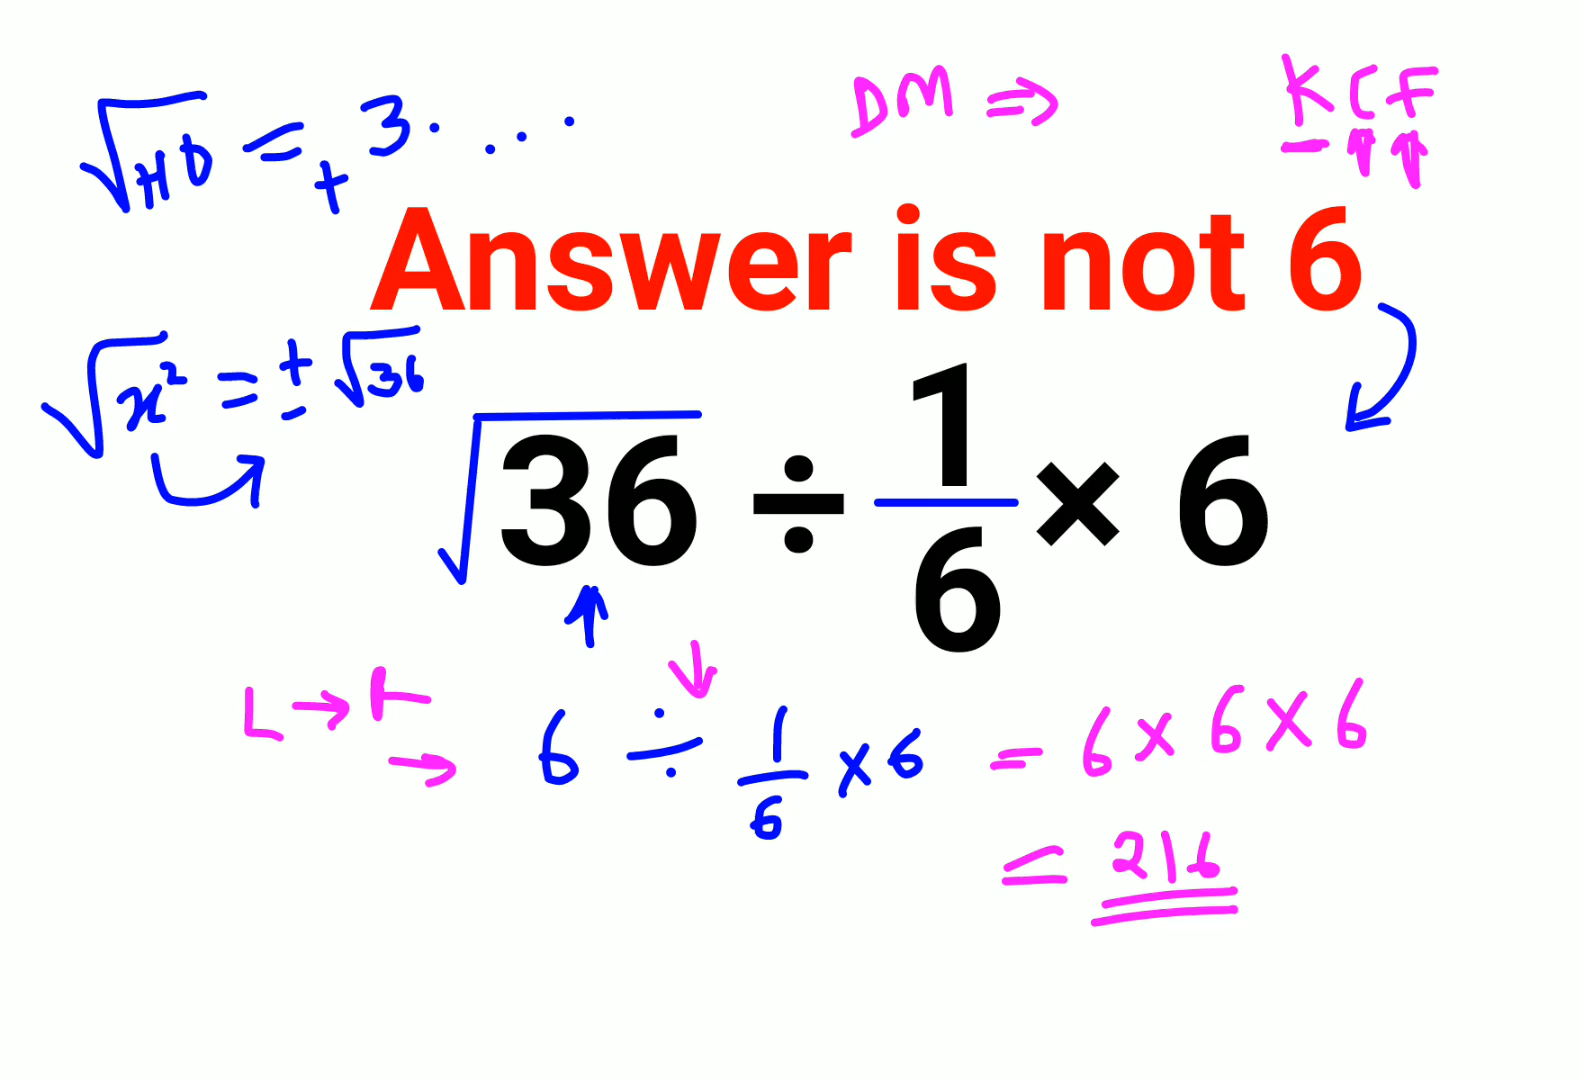 √+10 = +3. . . .
DM ⇒ KCF
Answer is not 6
√x² = ±√36
√36 ÷ 1/6 × 6
L → R
→ 6 ÷ 1/6 × 6 = 6 × 6 × 6
= 216